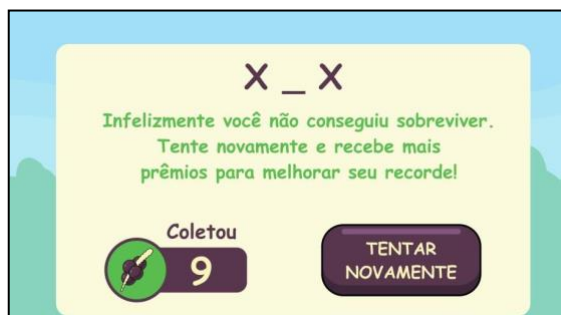 X _ X
Infelizmente você não conseguiu sobreviver.
Tente novamente e recebe mais
prêmios para melhorar seu recorde!
Coletou
9
TENTAR
NOVAMENTE